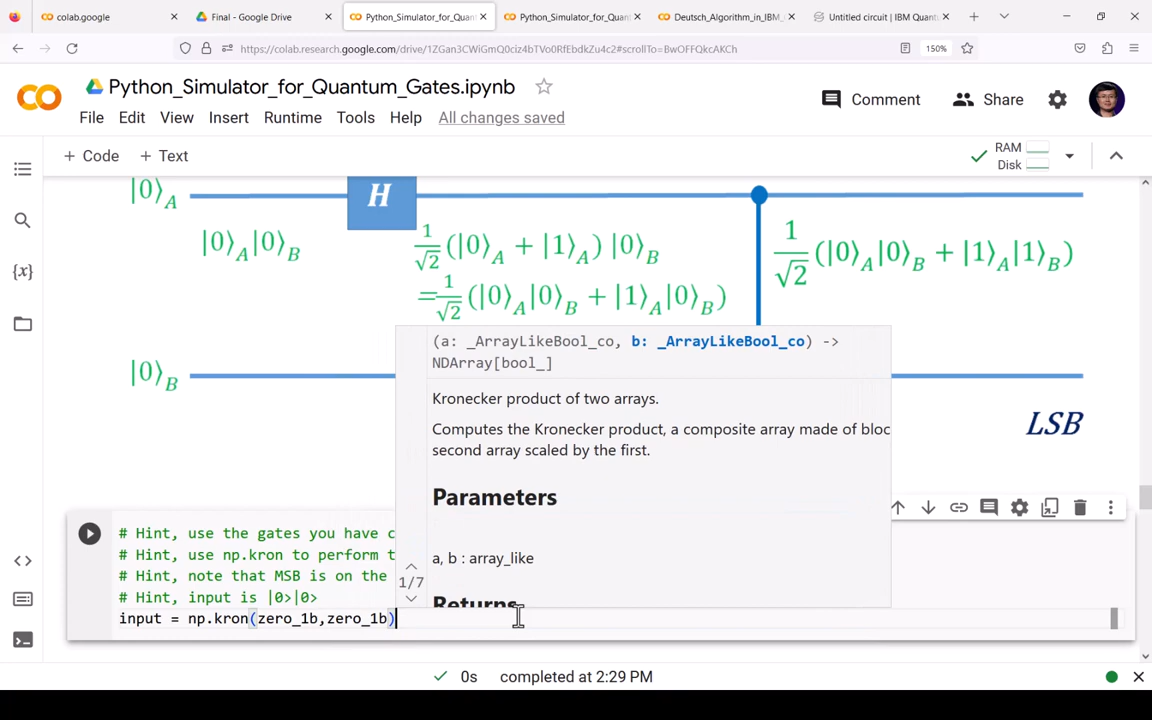 colab.google
Final - Google Drive
Python_Simulator_for_Quan
Python_Simulator_for_Quan
Deutsch_Algorithm_in_IBM_
Untitled circuit | IBM Quantu
https://colab.research.google.com/drive/1ZGan3CWiGmQ0ciz4bTVo0RfEbdkZu4c2#scrollTo=BwOFFQkcAKCh
150%
CO
Python_Simulator_for_Quantum_Gates.ipynb
Comment
Share
File Edit View Insert Runtime Tools Help All changes saved
+ Code + Text
RAM
Disk
|0⟩A
H
|0⟩A|0⟩B
1/√2(|0⟩A + |1⟩A) |0⟩B
1/√2(|0⟩A|0⟩B + |1⟩A|1⟩B)
=1/√2(|0⟩A|0⟩B + |1⟩A|0⟩B)
|0⟩B
LSB
(a: _ArrayLikeBool_co, b: _ArrayLikeBool_co) ->
NDArray[bool_]
Kronecker product of two arrays.
Computes the Kronecker product, a composite array made of bloc
second array scaled by the first.
Parameters
a, b : array_like
1/7
Returns
# Hint, use the gates you have c
# Hint, use np.kron to perform t
# Hint, note that MSB is on the
# Hint, input is |0>|0>
input = np.kron(zero_1b,zero_1b)
0s completed at 2:29 PM